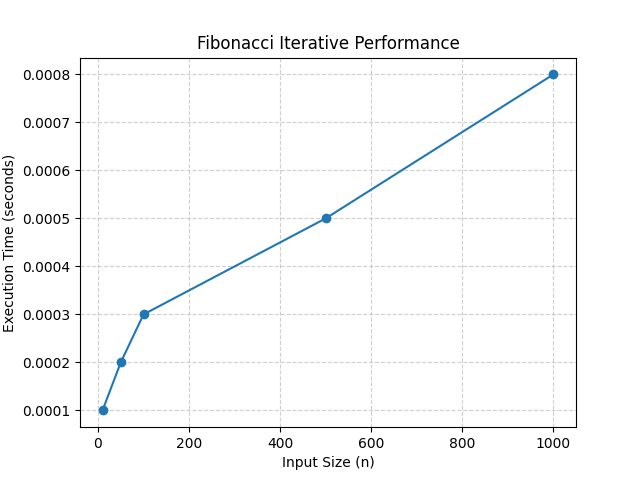 Fibonacci Iterative Performance
Execution Time (seconds)
0.0008
0.0007
0.0006
0.0005
0.0004
0.0003
0.0002
0.0001
0 200 400 600 800 1000
Input Size (n)